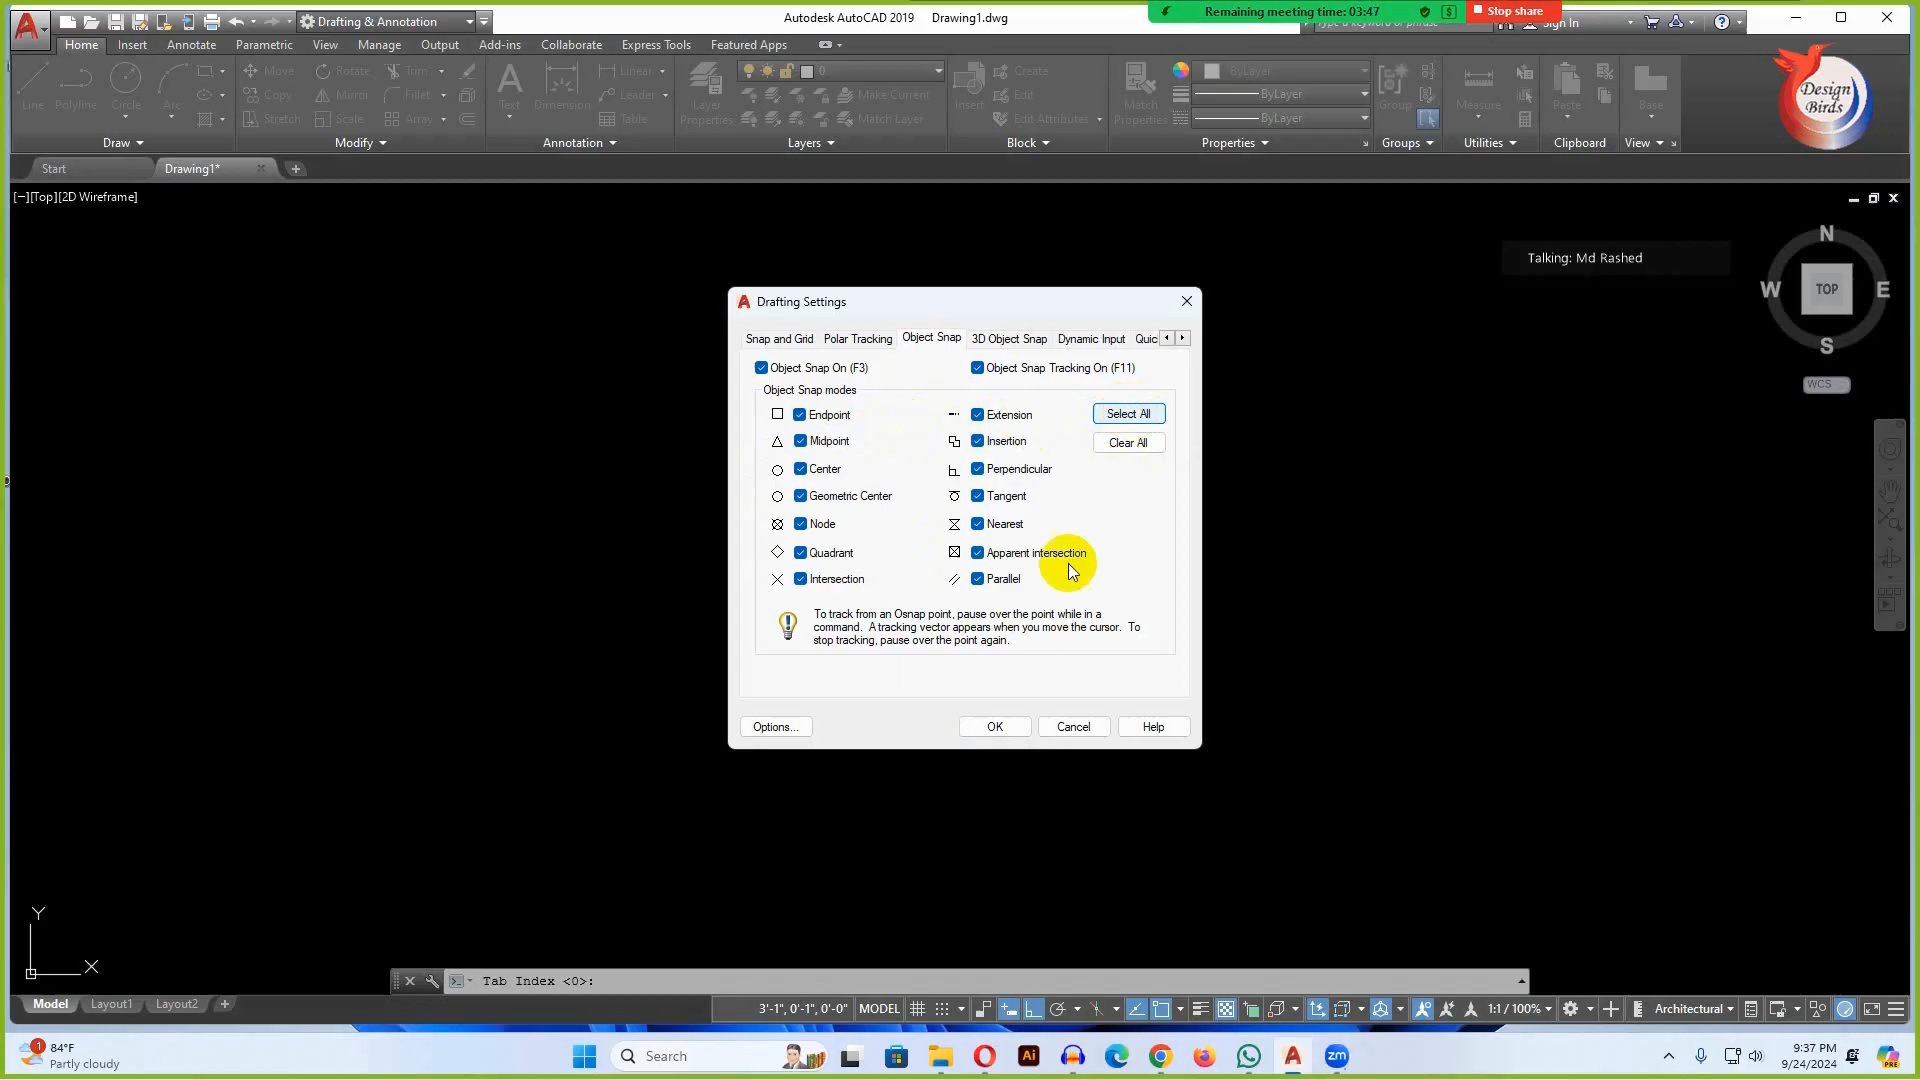 Drafting & Annotation
Autodesk AutoCAD 2019 Drawing1.dwg
Remaining meeting time: 03:47
Stop share
Sign In
Home Insert Annotate Parametric View Manage Output Add-ins Collaborate Express Tools Featured Apps
Line Polyline Circle Arc
Move Rotate Trim
Copy Mirror Fillet
Stretch Scale Array
Text Dimension
Linear
Leader
Table
Layer Properties
0
Make Current
Match Layer
Insert
Create
Edit
Edit Attributes
Match Properties
ByLayer
ByLayer
ByLayer
Group
Measure
Paste
Base
Design
Birds
Draw Modify Annotation Layers Block Properties Groups Utilities Clipboard View
Start Drawing1*
[−][Top][2D Wireframe]
Talking: Md Rashed
N
W TOP E
S
WCS
Drafting Settings
Snap and Grid Polar Tracking Object Snap 3D Object Snap Dynamic Input Quic
Object Snap On (F3) Object Snap Tracking On (F11)
Object Snap modes
Endpoint Extension Select All
Midpoint Insertion Clear All
Center Perpendicular
Geometric Center Tangent
Node Nearest
Quadrant Apparent intersection
Intersection Parallel
To track from an Osnap point, pause over the point while in a
command. A tracking vector appears when you move the cursor. To
stop tracking, pause over the point again.
Options... OK Cancel Help
Y
X
Tab Index <0>:
Model Layout1 Layout2
3'-1", 0'-1", 0'-0" MODEL 1:1 / 100% Architectural
1
84°F
Partly cloudy
Search
Ai
zm
9:37 PM
9/24/2024
PRE